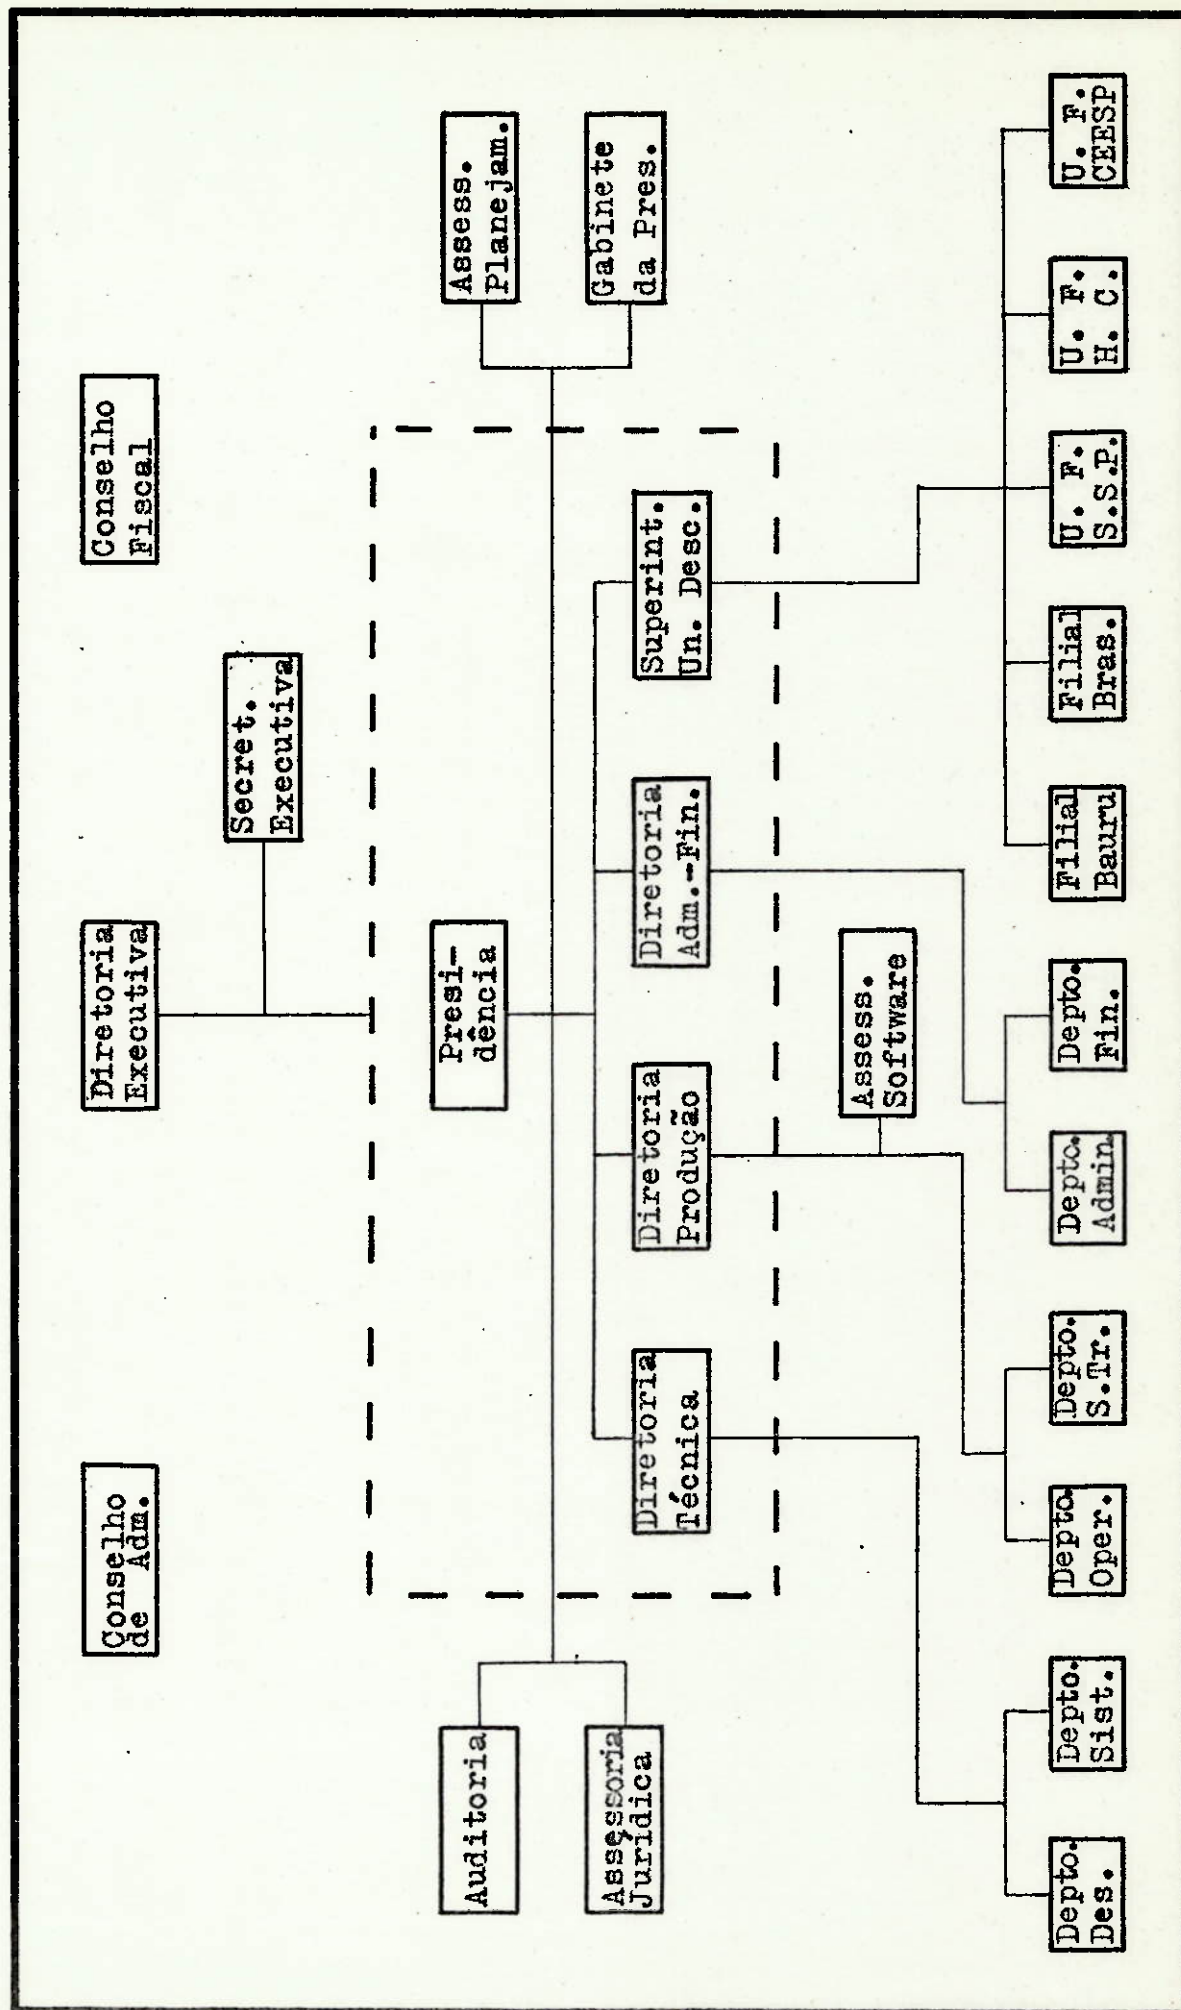 Conselho
de Adm.
Diretoria
Executiva
Conselho
Fiscal
Secret.
Executiva
Auditoria
Presi-
dência
Assess.
Planejam.
Assessoria
Jurídica
Gabinete
da Pres.
Diretoria
Técnica
Diretoria
Produção
Diretoria
Adm.-Fin.
Superint.
Un. Desc.
Assess.
Software
Depto.
Des.
Depto.
Sist.
Depto.
Oper.
Depto.
S.Tr.
Depto.
Admin.
Depto.
Fin.
Filial
Bauru
Filial
Bras.
U. F.
S.S.P.
U. F.
H. C.
U. F.
CEESP